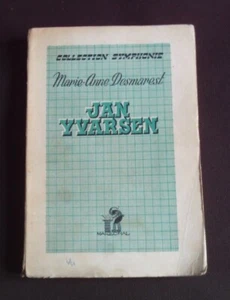 COLLECTION SYMPHONIE
Marie-Anne Desmarest
JAN
YVARSEN